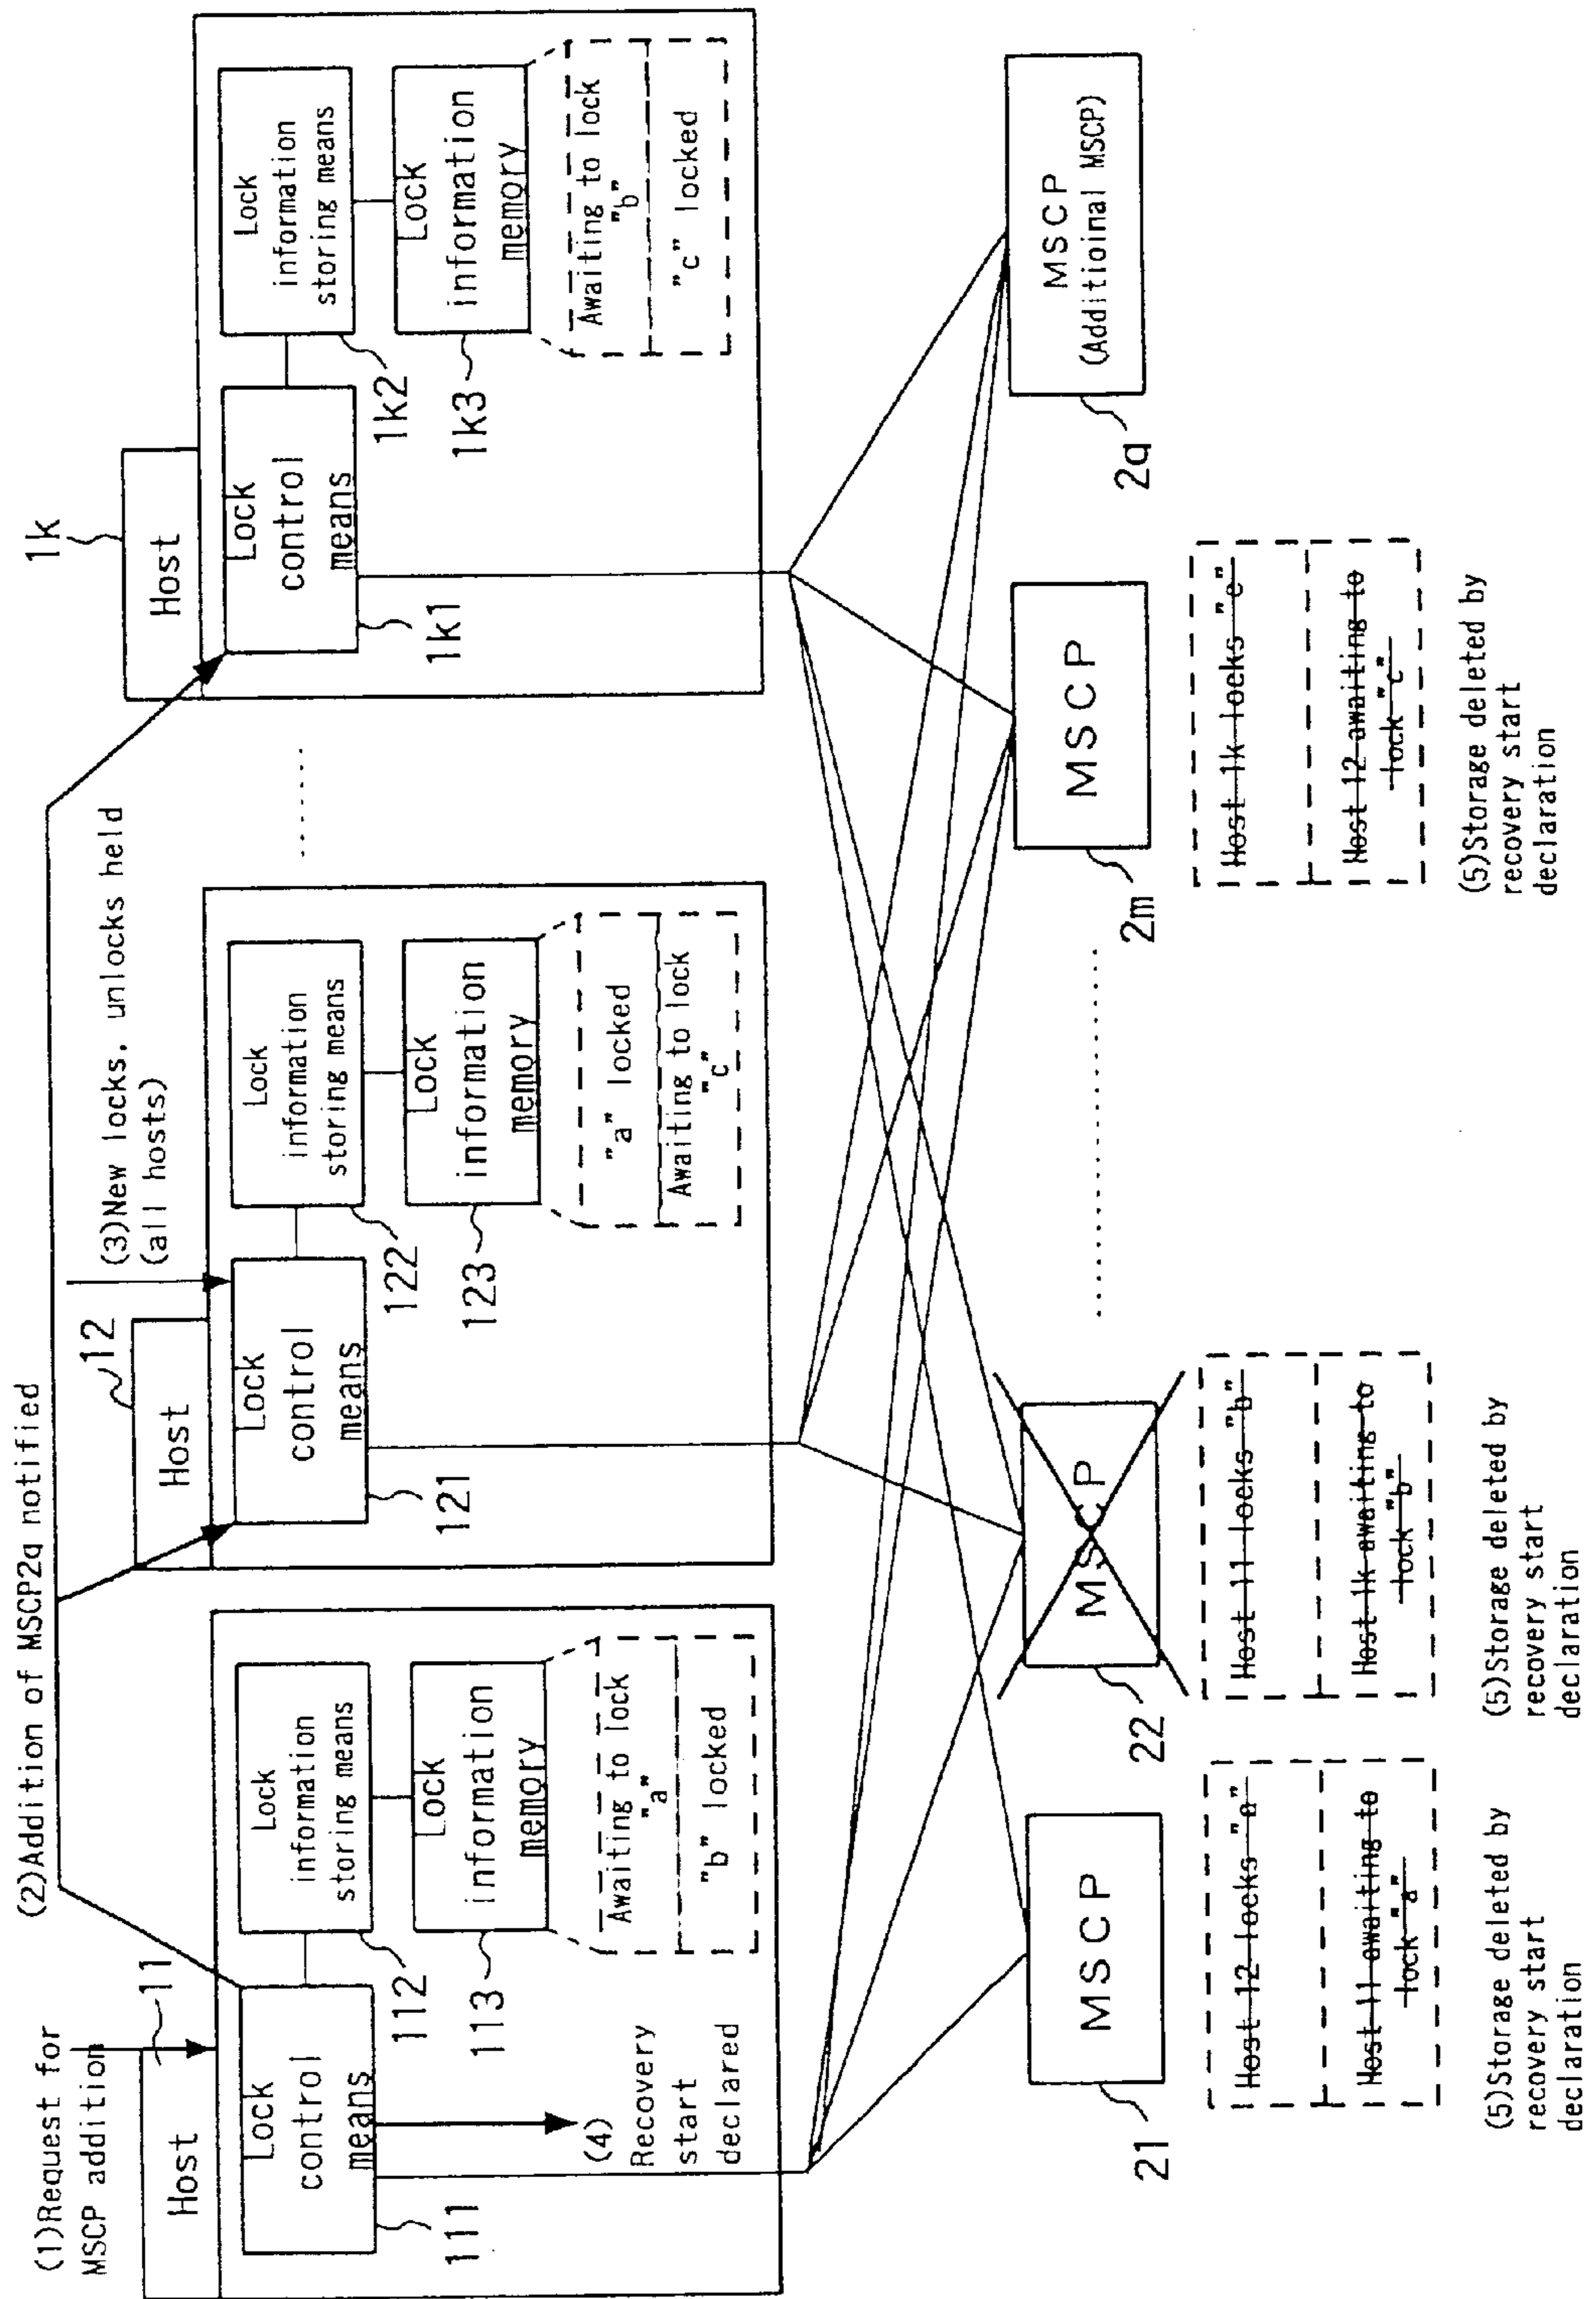 (1)Request for
MSCP addition
11
Host
Lock
control
means
111
Lock
information
storing means
112
Lock
information
memory
113
Awaiting to lock
"a"
"b" locked
(4)
Recovery
start
declared
(2)Addition of MSCP2q notified
12
Host
(3)New locks, unlocks held
(all hosts)
Lock
control
means
121
Lock
information
storing means
122
Lock
information
memory
123
"a" locked
Awaiting to lock
"c"
......
1k
Host
Lock
control
means
1k1
Lock
information
storing means
1k2
Lock
information
memory
1k3
Awaiting to lock
"b"
"c" locked
MSCP
21
Host 12 locks "a"
Host 11 awaiting to
lock "a"
(5)Storage deleted by
recovery start
declaration
MSCP
22
Host 11 locks "b"
Host 1k awaiting to
lock "b"
(5)Storage deleted by
recovery start
declaration
..................
MSCP
2m
Host 1k locks "c"
Host 12 awaiting to
lock "c"
(5)Storage deleted by
recovery start
declaration
MSCP
(Additioinal MSCP)
2q